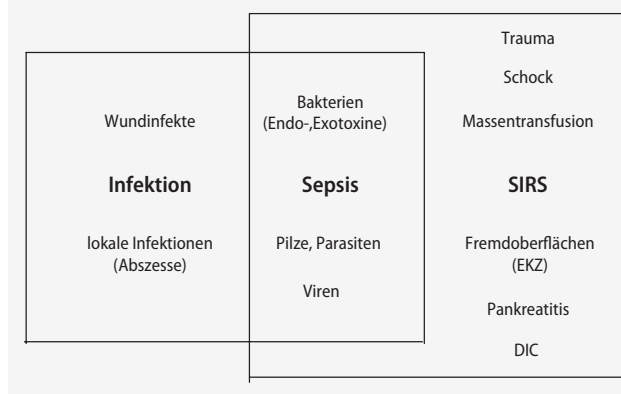 Trauma
Schock
Massentransfusion
Wundinfekte
Bakterien
(Endo-,Exotoxine)
Infektion
Sepsis
SIRS
lokale Infektionen
(Abszesse)
Pilze, Parasiten
Viren
Fremdoberflächen
(EKZ)
Pankreatitis
DIC